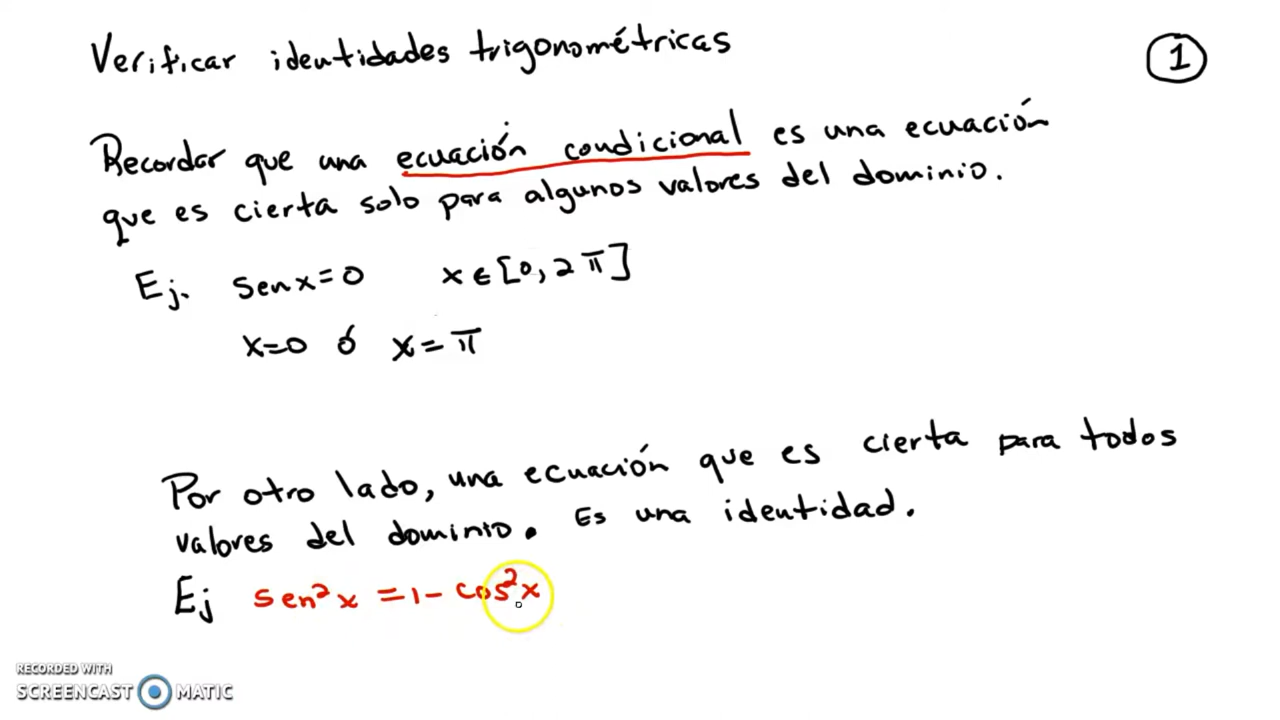 Verificar identidades trigonométricas
1
Recordar que una ecuación condicional es una ecuación
que es cierta solo para algunos valores del dominio.
Ej. senx=0 x ∈ [0, 2π]
x=0 ó x=π
Por otro lado, una ecuación que es cierta para todos
valores del dominio. Es una identidad.
Ej sen²x = 1 - cos²x
RECORDED WITH
SCREENCAST MATIC